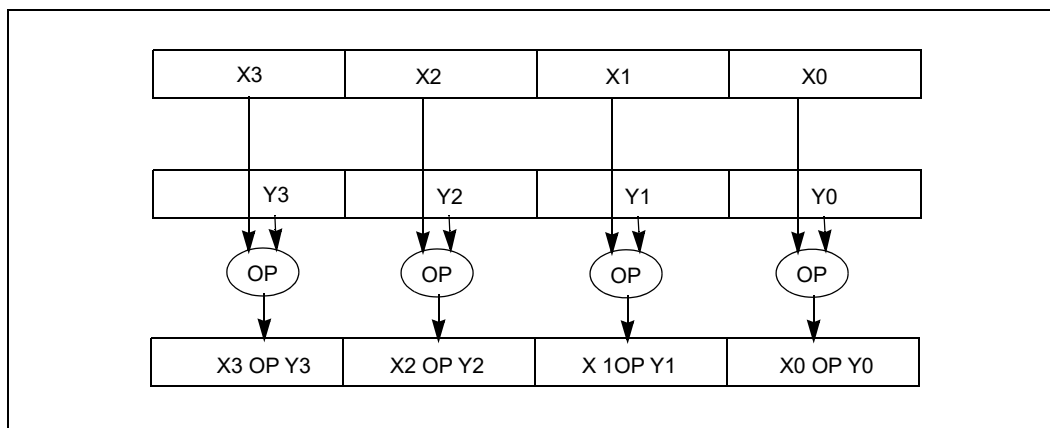 X3 X2 X1 X0
Y3 Y2 Y1 Y0
OP OP OP OP
X3 OP Y3 X2 OP Y2 X 1OP Y1 X0 OP Y0